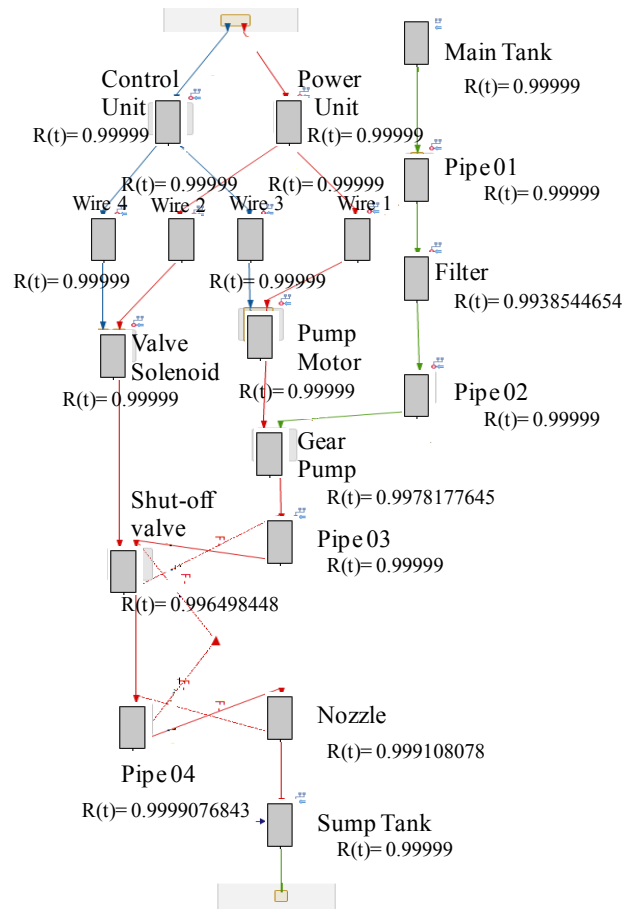 Control
Unit
Power
Unit
Main Tank
R(t)= 0.99999
R(t)= 0.99999
R(t)= 0.99999
Pipe 01
R(t)= 0.99999
R(t)= 0.99999
R(t)= 0.99999
Wire 4
Wire 2
Wire 3
Wire 1
Filter
R(t)= 0.9938544654
R(t)= 0.99999
R(t)= 0.99999
Valve
Solenoid
R(t)= 0.99999
Pump
Motor
R(t)= 0.99999
Pipe 02
R(t)= 0.99999
Gear
Pump
R(t)= 0.9978177645
Shut-off
valve
R(t)= 0.996498448
Pipe 03
R(t)= 0.99999
F
F
F
F
Nozzle
R(t)= 0.999108078
Pipe 04
R(t)= 0.9999076843
Sump Tank
R(t)= 0.99999